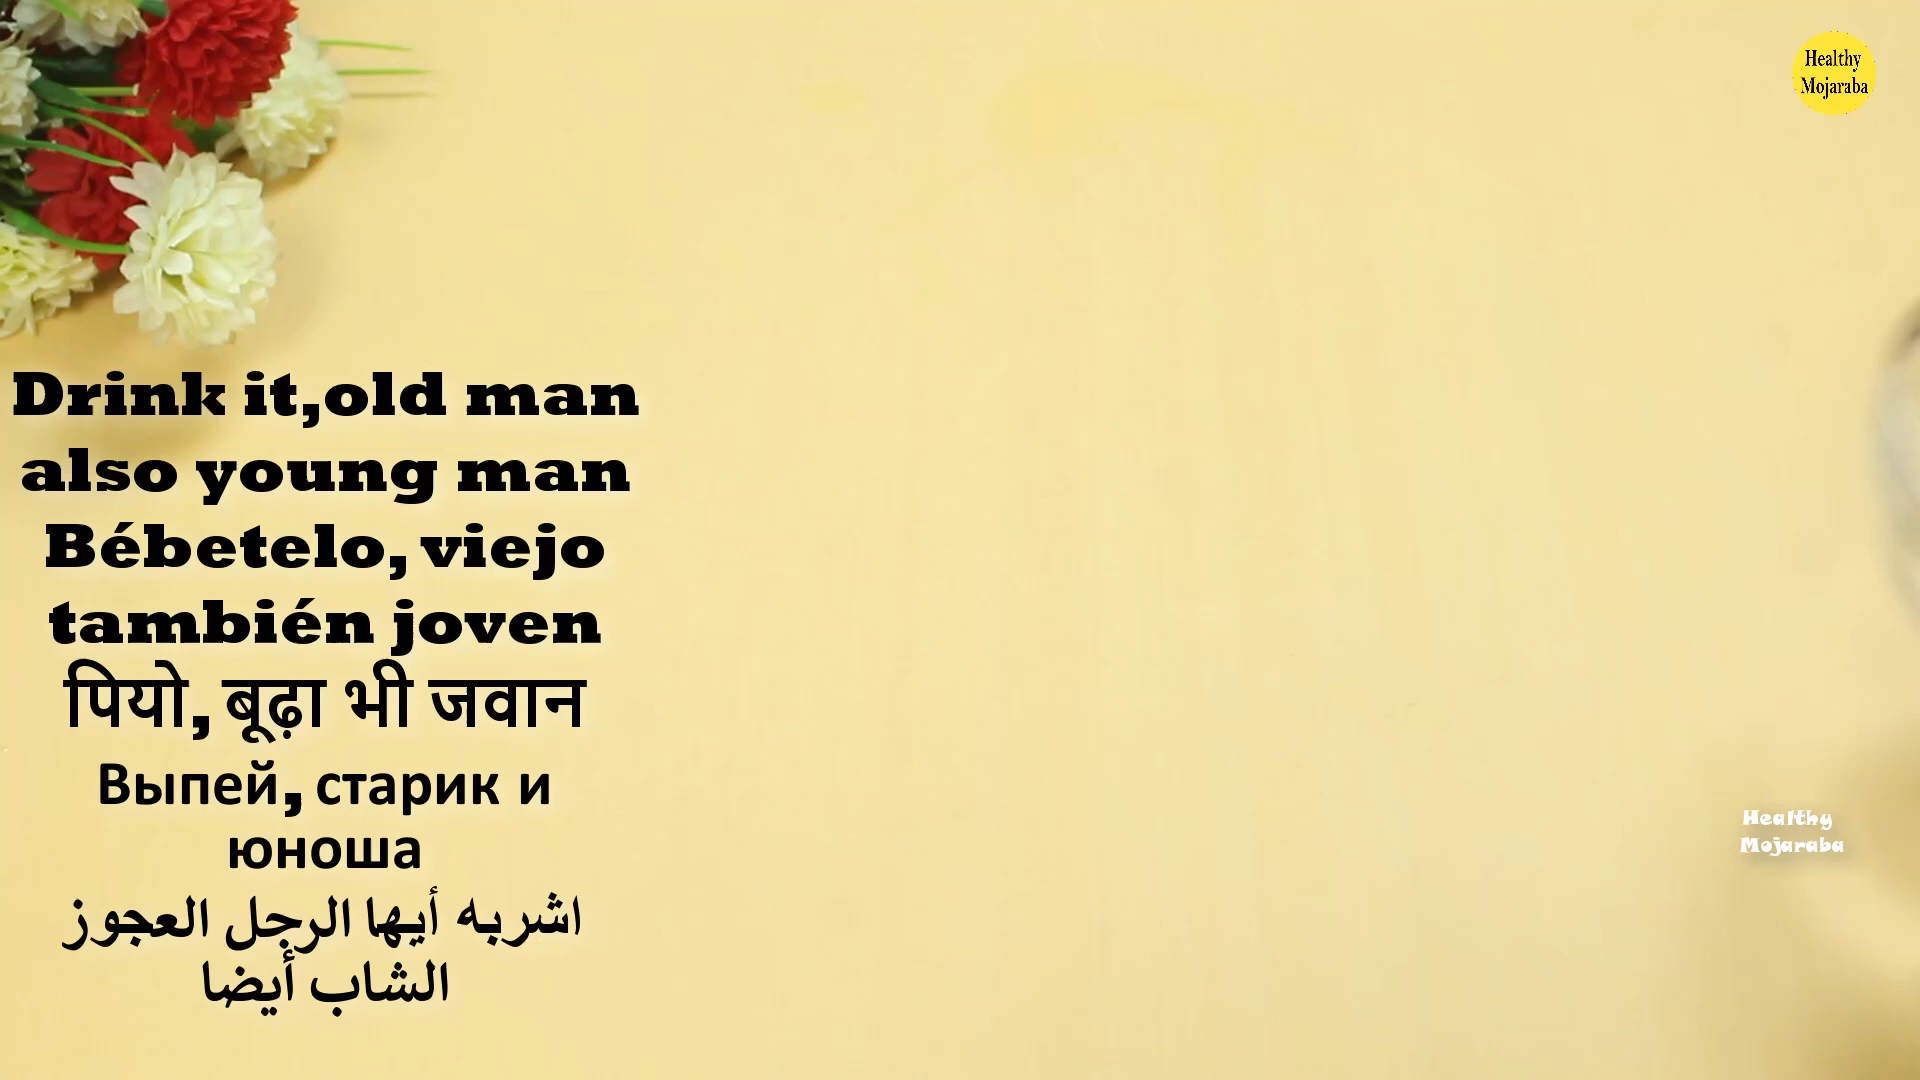 Healthy
Mojaraba
Drink it,old man
also young man
Bébetelo, viejo
también joven
पियो, बूढ़ा भी जवान
Выпей, старик и
юноша
اشربه أيها الرجل العجوز
الشاب أيضا
Healthy
Mojaraba